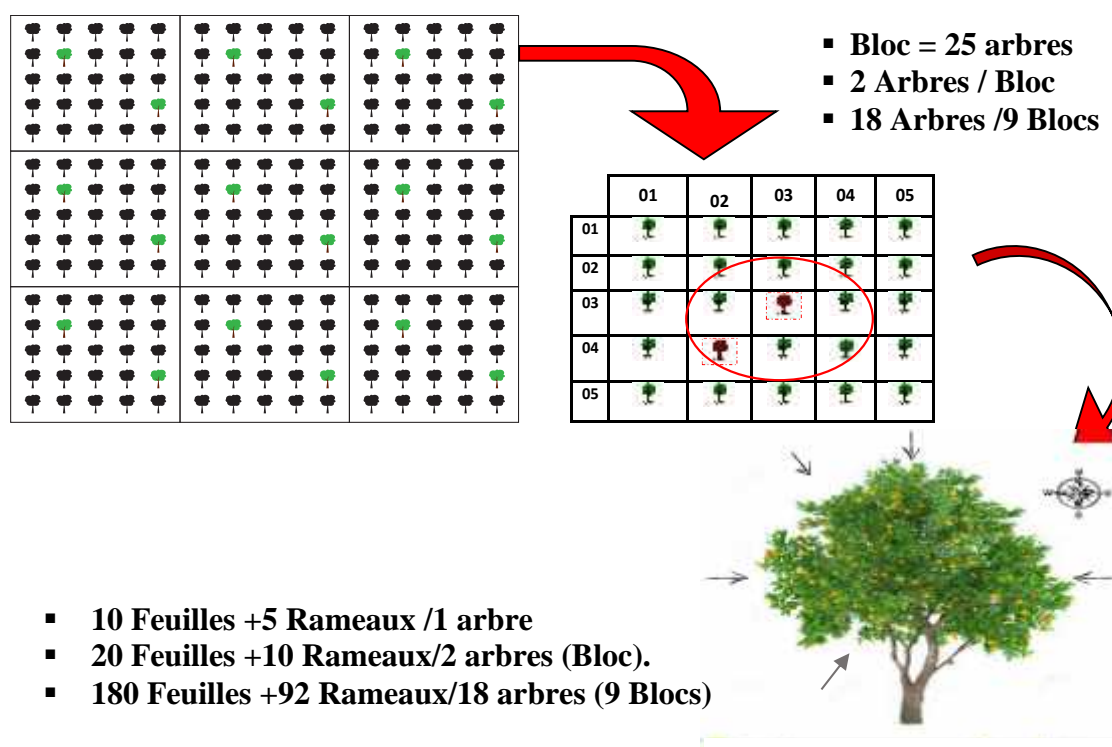 ▪ Bloc = 25 arbres
▪ 2 Arbres / Bloc
▪ 18 Arbres /9 Blocs
01 02 03 04 05
01
02
03
04
05
W
▪ 10 Feuilles +5 Rameaux /1 arbre
▪ 20 Feuilles +10 Rameaux/2 arbres (Bloc).
▪ 180 Feuilles +92 Rameaux/18 arbres (9 Blocs)